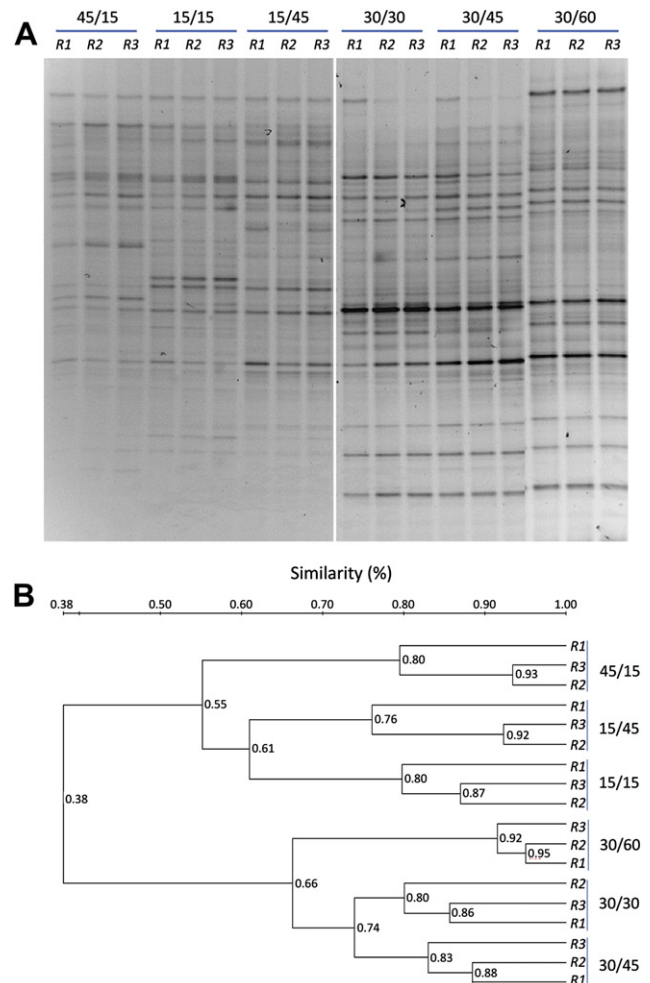 A
45/15 15/15 15/45 30/30 30/45 30/60
R1 R2 R3 R1 R2 R3 R1 R2 R3 R1 R2 R3 R1 R2 R3 R1 R2 R3
B
Similarity (%)
0.38 0.50 0.60 0.70 0.80 0.90 1.00
R1
0.80
R3
45/15
0.93
R2
0.55
R1
0.76
R3
15/45
0.92
R2
0.61
R1
0.80
R3
15/15
0.87
R2
0.38
R3
0.92
R2
30/60
0.95
R1
0.66
R2
0.80
R3
30/30
0.86
R1
0.74
R3
0.83
R2
30/45
0.88
R1